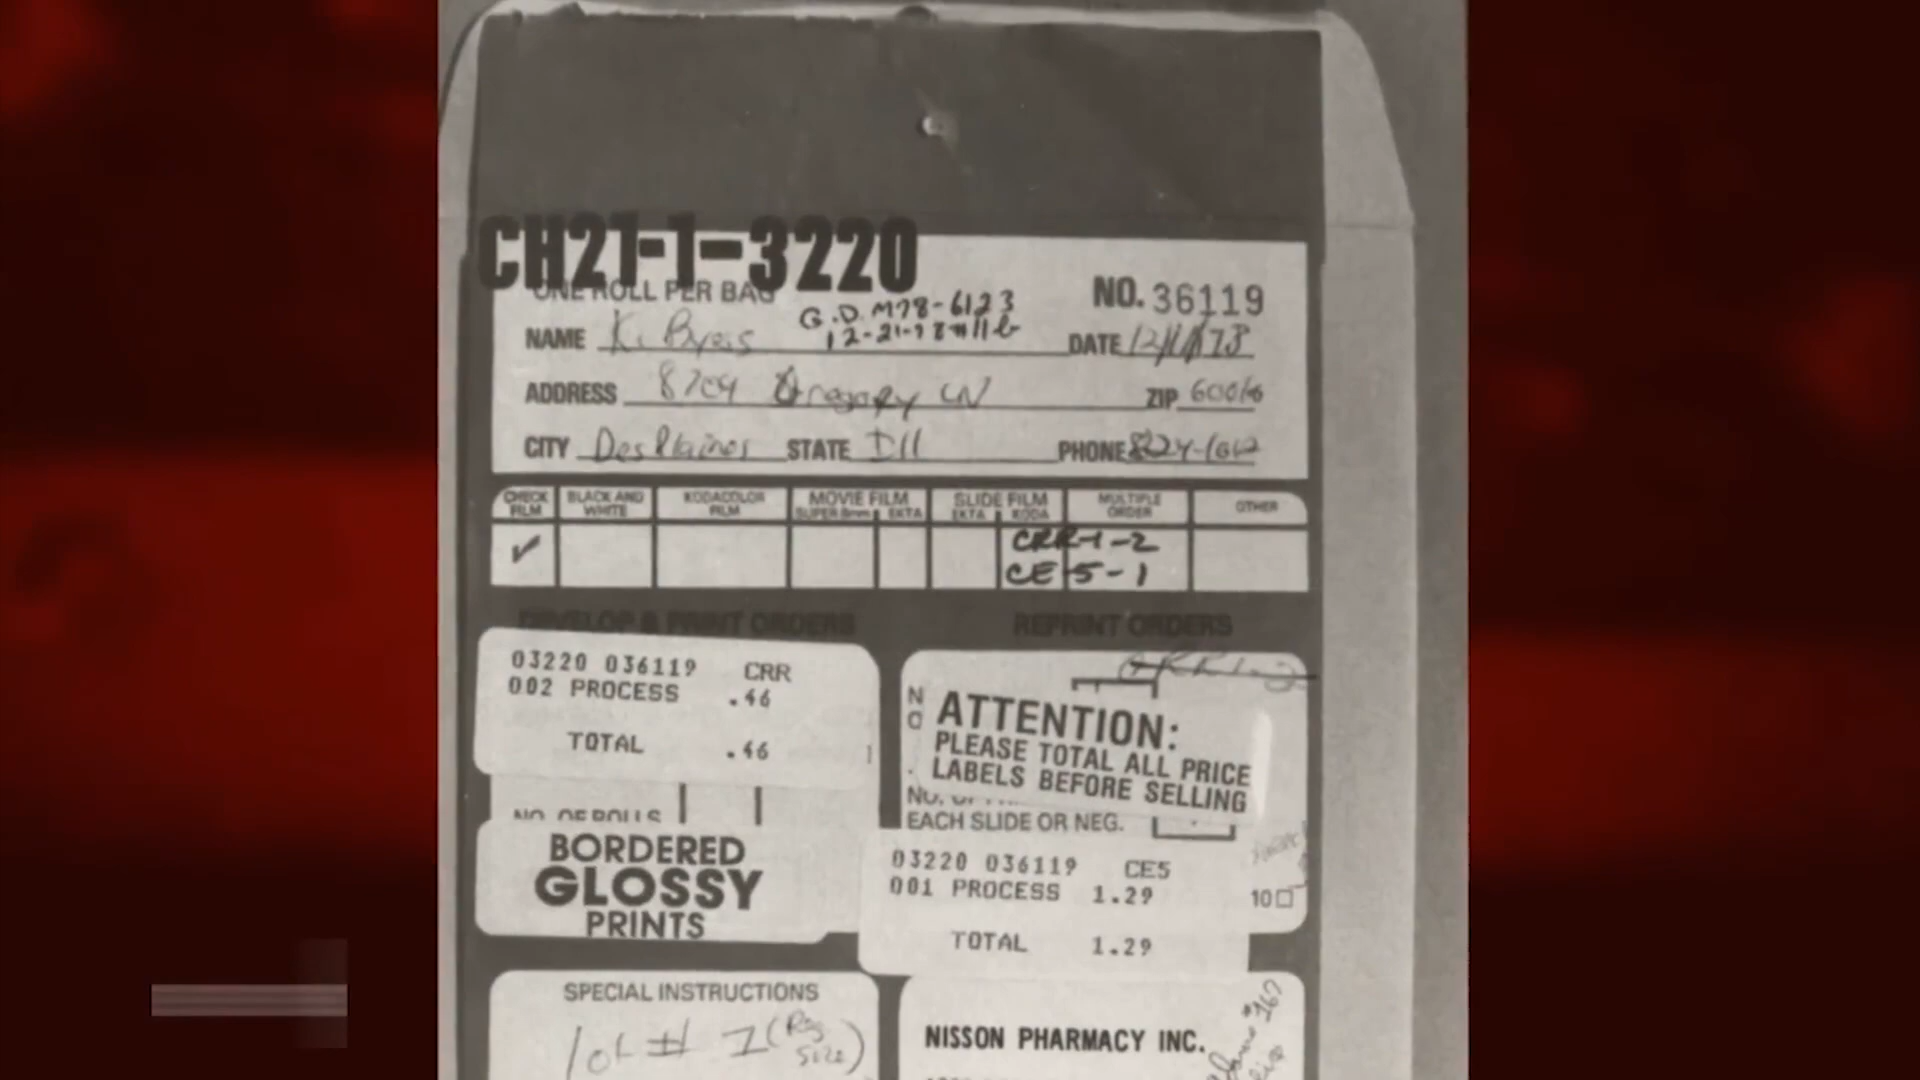 CH21-1-3220
ONE ROLL PER BAG
G.D. M78-6123
NO. 36119
NAME K. Byers
12-21-78
DATE 12/11/78
ADDRESS Gregory LN
ZIP 60016
CITY Des Plaines STATE Ill PHONE
CHECK FILM BLACK AND WHITE KODACOLOR FILM MOVIE FILM SUPER 8mm EKTA SLIDE FILM EKTA KODA MULTIPLE ORDER OTHER
CRR-1-2
CE-5-1
DEVELOP & PRINT ORDERS
REPRINT ORDERS
03220 036119 CRR
002 PROCESS .46
TOTAL .46
NO. OF ROLLS
BORDERED
GLOSSY
PRINTS
ATTENTION:
PLEASE TOTAL ALL PRICE
LABELS BEFORE SELLING
EACH SLIDE OR NEG.
03220 036119 CE5
001 PROCESS 1.29
10
TOTAL 1.29
SPECIAL INSTRUCTIONS
lot #
NISSON PHARMACY INC.